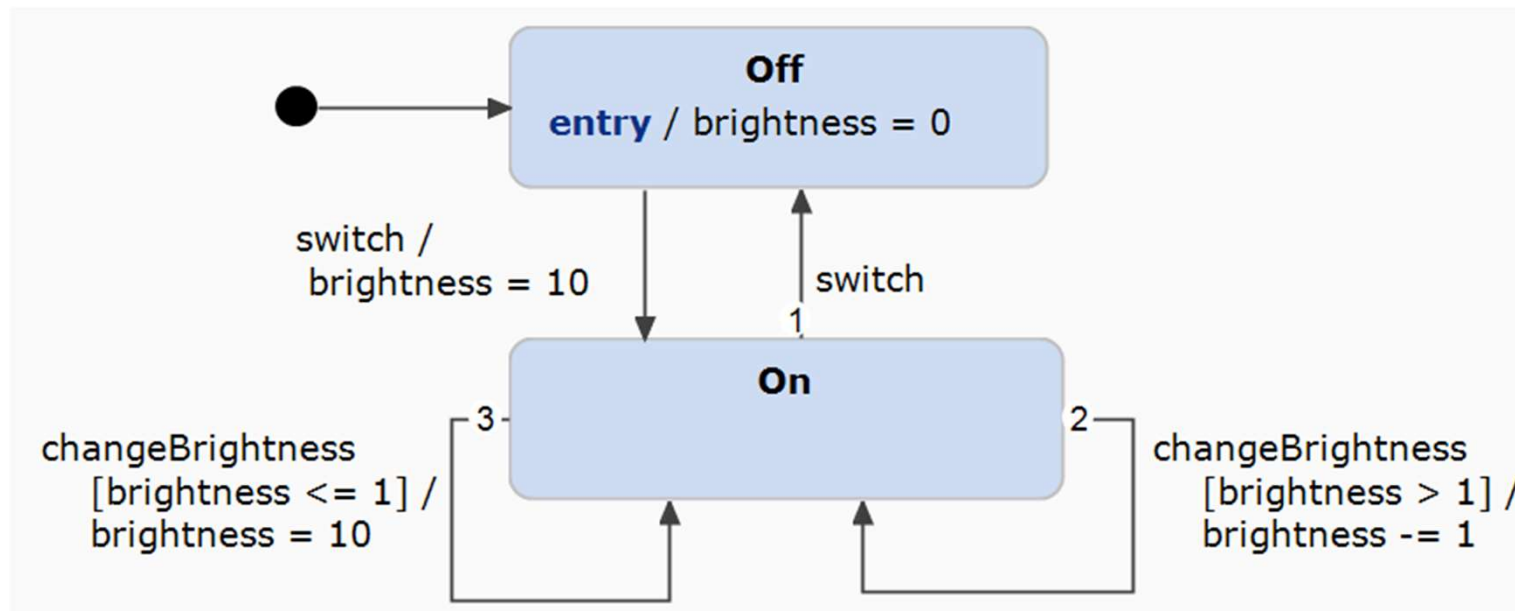 Off
entry / brightness = 0
switch /
brightness = 10
switch
1
On
3
2
changeBrightness
[brightness <= 1] /
brightness = 10
changeBrightness
[brightness > 1] /
brightness -= 1